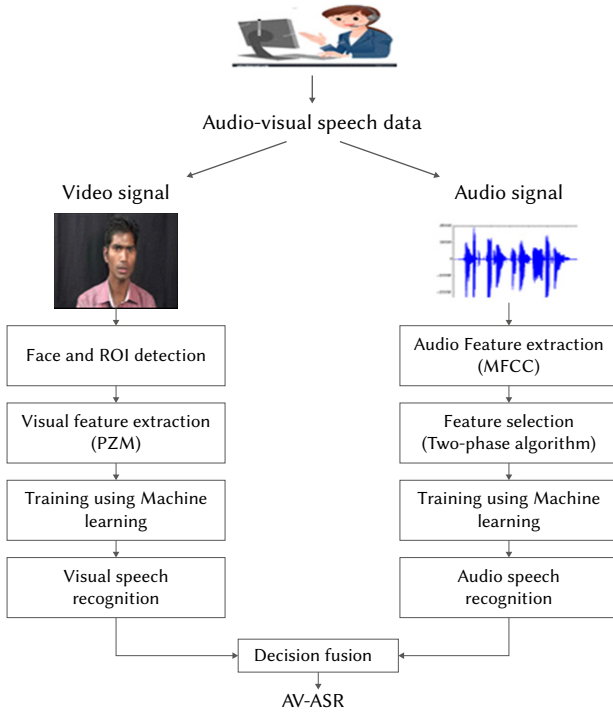 Audio-visual speech data
Video signal
Audio signal
Face and ROI detection
Audio Feature extraction
(MFCC)
Visual feature extraction
(PZM)
Feature selection
(Two-phase algorithm)
Training using Machine
learning
Training using Machine
learning
Visual speech
recognition
Audio speech
recognition
Decision fusion
AV-ASR